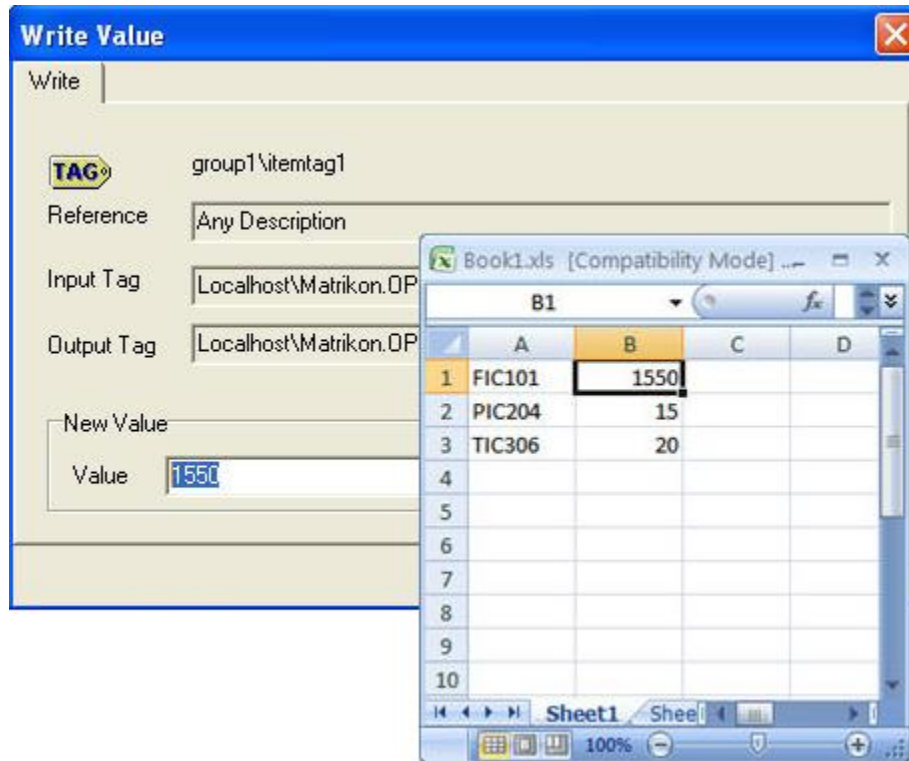 Write Value
Write
TAG
group1\itemtag1
Reference
Any Description
Input Tag
Localhost\Matrikon.OP
Output Tag
Localhost\Matrikon.OP
New Value
Value
1550
Book1.xls [Compatibility Mode] ...
B1
fx
A B C D
1 FIC101 1550
2 PIC204 15
3 TIC306 20
4
5
6
7
8
9
10
Sheet1 Shee
100%